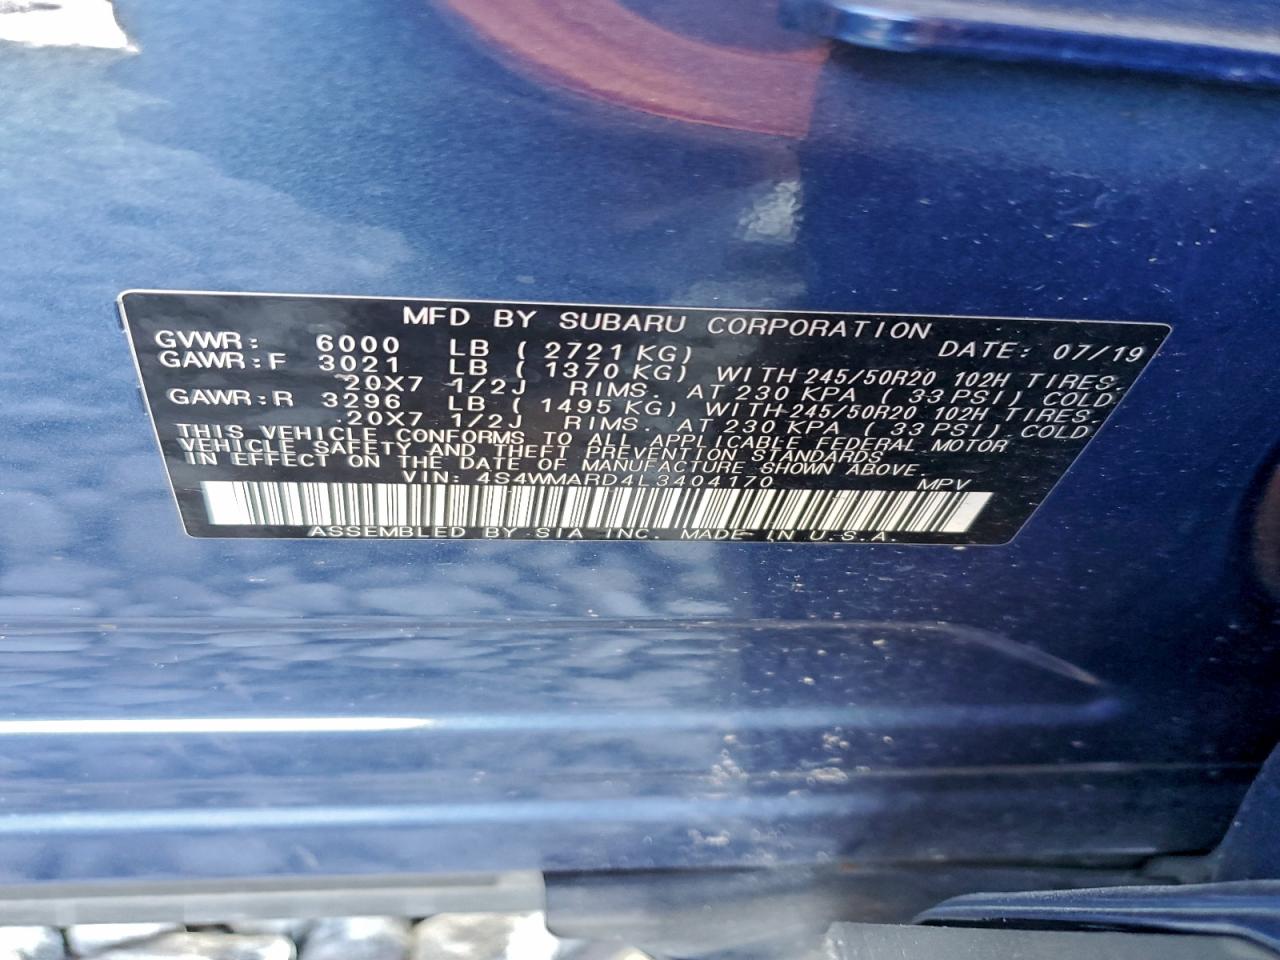 MFD BY SUBARU CORPORATION
GVWR: 6000 LB ( 2721 KG) DATE: 07/19
GAWR:F 3021 LB ( 1370 KG) WITH 245/50R20 102H TIRES,
20X7 1/2J RIMS. AT 230 KPA ( 33 PSI) COLD
GAWR:R 3296 LB ( 1495 KG) WITH 245/50R20 102H TIRES,
20X7 1/2J RIMS. AT 230 KPA ( 33 PSI) COLD
THIS VEHICLE CONFORMS TO ALL APPLICABLE FEDERAL MOTOR
VEHICLE SAFETY AND THEFT PREVENTION STANDARDS
IN EFFECT ON THE DATE OF MANUFACTURE SHOWN ABOVE
VIN: 4S4WMARD4L3404170 MPV
ASSEMBLED BY SIA INC. MADE IN U.S.A.